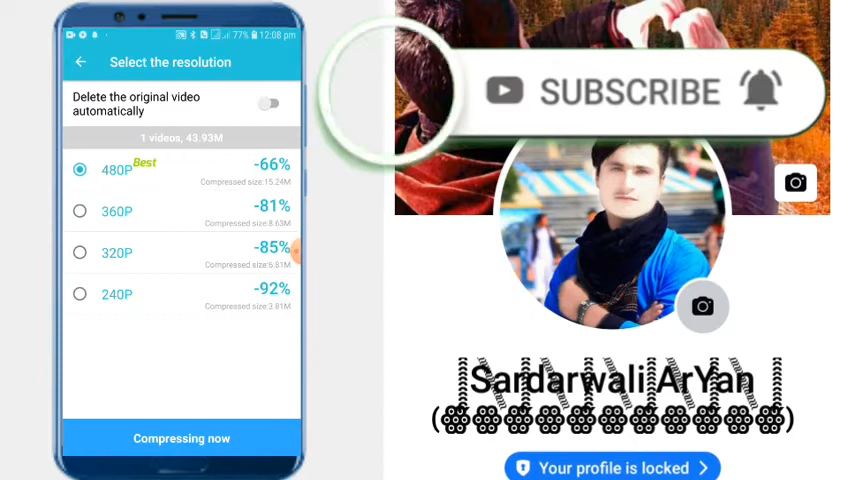 77% 12:08 pm
Select the resolution
Delete the original video
automatically
1 videos, 43.93M
480P Best -66%
Compressed size:15.24M
360P -81%
Compressed size:8.63M
320P -85%
Compressed size:6.81M
240P -92%
Compressed size:3.81M
Compressing now
SUBSCRIBE
Sardarwali ArYan
Your profile is locked